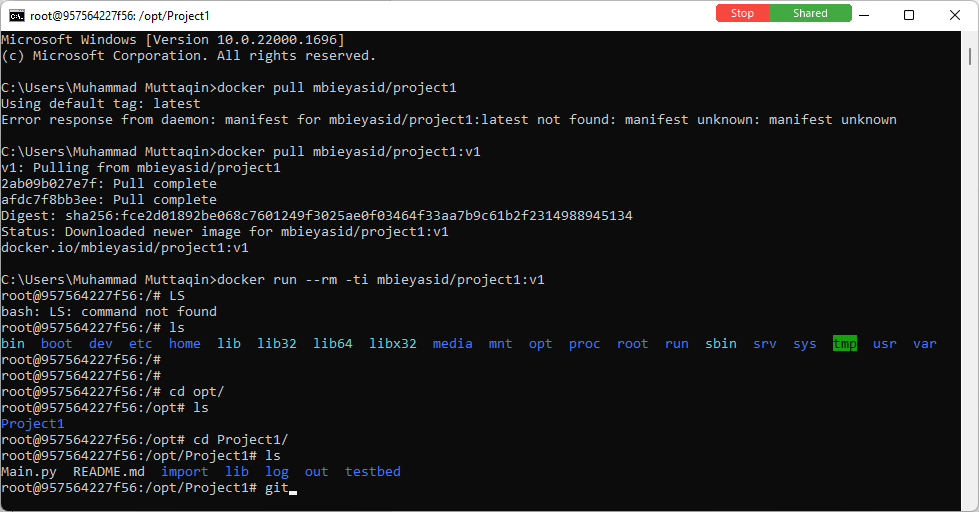 root@957564227f56: /opt/Project1
Stop Shared
Microsoft Windows [Version 10.0.22000.1696]
(c) Microsoft Corporation. All rights reserved.
C:\Users\Muhammad Muttaqin>docker pull mbieyasid/project1
Using default tag: latest
Error response from daemon: manifest for mbieyasid/project1:latest not found: manifest unknown: manifest unknown
C:\Users\Muhammad Muttaqin>docker pull mbieyasid/project1:v1
v1: Pulling from mbieyasid/project1
2ab09b027e7f: Pull complete
afdc7f8bb3ee: Pull complete
Digest: sha256:fce2d01892be068c7601249f3025ae0f03464f33aa7b9c61b2f2314988945134
Status: Downloaded newer image for mbieyasid/project1:v1
docker.io/mbieyasid/project1:v1
C:\Users\Muhammad Muttaqin>docker run --rm -ti mbieyasid/project1:v1
root@957564227f56:/# LS
bash: LS: command not found
root@957564227f56:/# ls
bin boot dev etc home lib lib32 lib64 libx32 media mnt opt proc root run sbin srv sys tmp usr var
root@957564227f56:/#
root@957564227f56:/#
root@957564227f56:/# cd opt/
root@957564227f56:/opt# ls
Project1
root@957564227f56:/opt# cd Project1/
root@957564227f56:/opt/Project1# ls
Main.py README.md import lib log out testbed
root@957564227f56:/opt/Project1# git